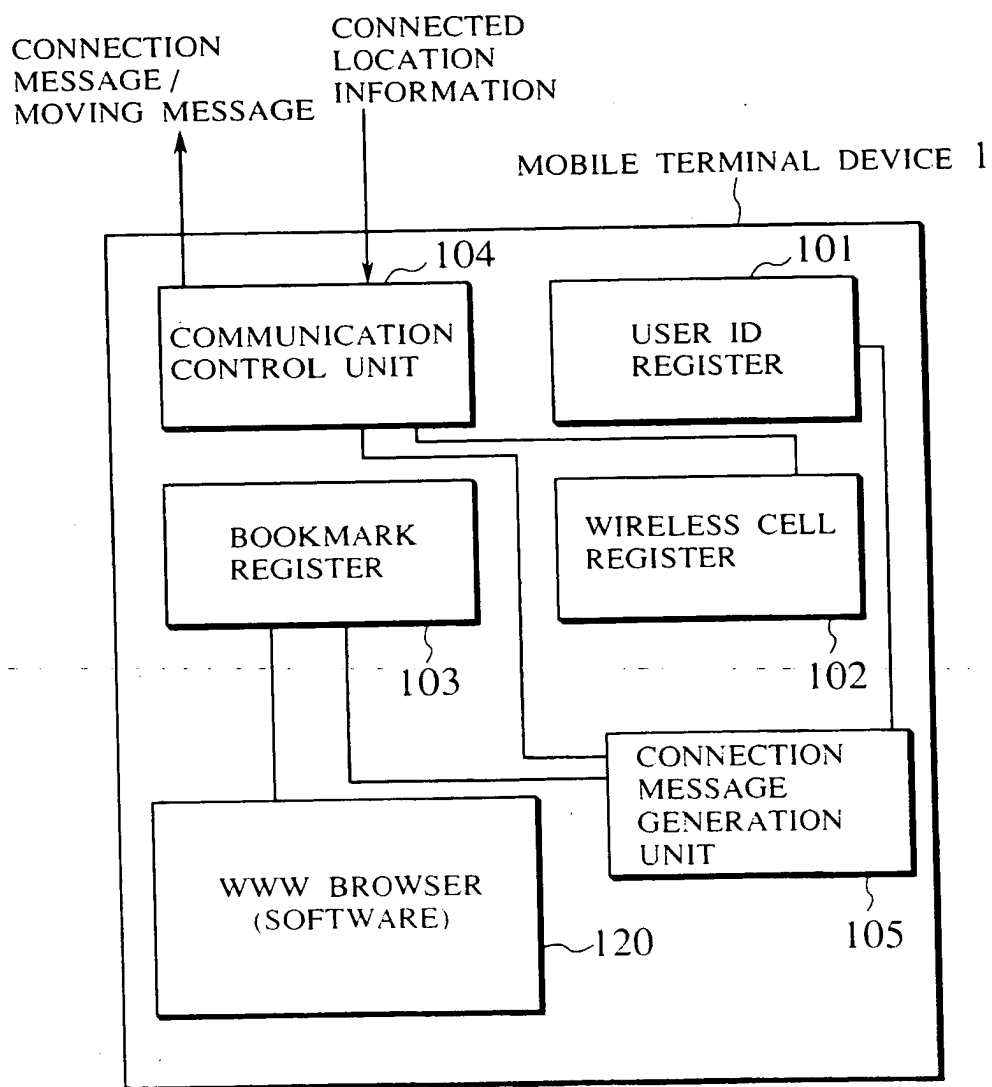 CONNECTION
MESSAGE/
MOVING MESSAGE
CONNECTED
LOCATION
INFORMATION
MOBILE TERMINAL DEVICE 1
104
COMMUNICATION
CONTROL UNIT
101
USER ID
REGISTER
BOOKMARK
REGISTER
103
WIRELESS CELL
REGISTER
102
CONNECTION
MESSAGE
GENERATION
UNIT
105
WWW BROWSER
(SOFTWARE)
120